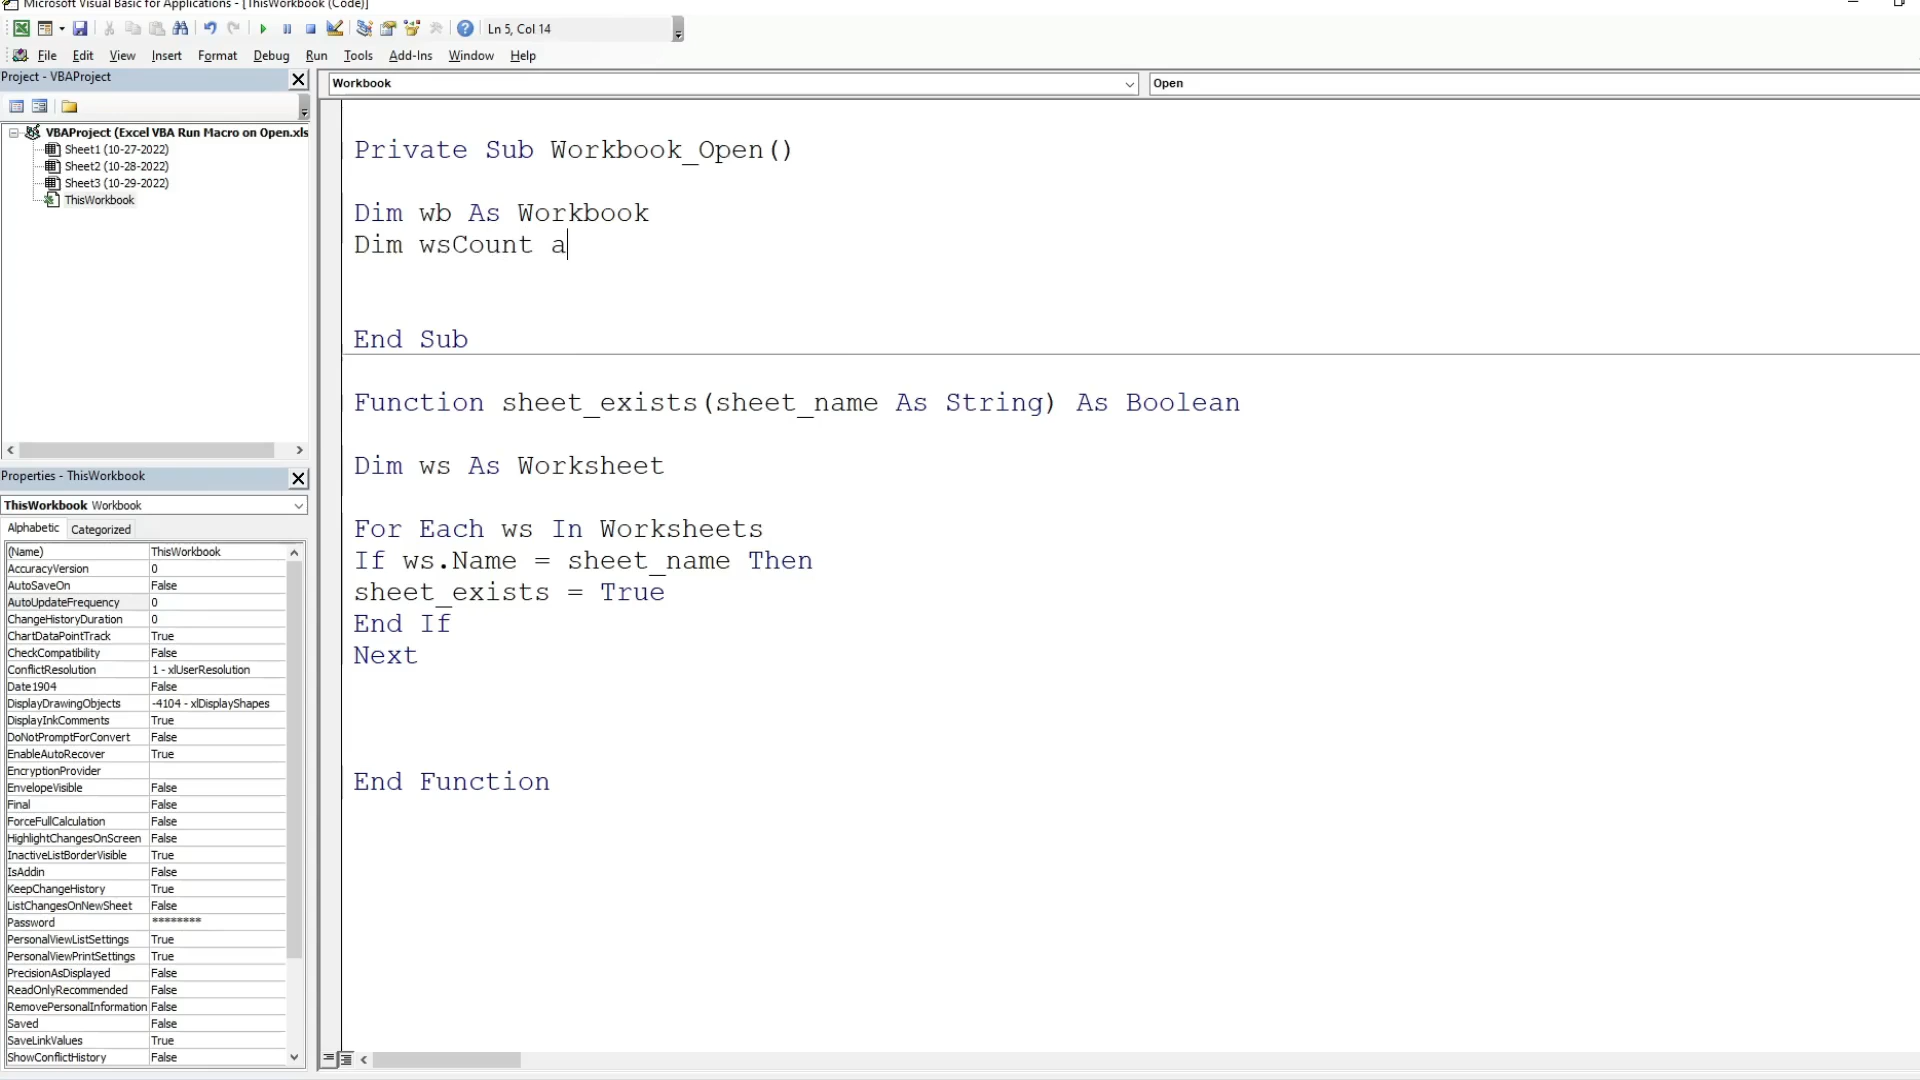 Microsoft Visual Basic for Applications - [ThisWorkbook (Code)]
Ln 5, Col 14
File Edit View Insert Format Debug Run Tools Add-Ins Window Help
Project - VBAProject
VBAProject (Excel VBA Run Macro on Open.xls
Sheet1 (10-27-2022)
Sheet2 (10-28-2022)
Sheet3 (10-29-2022)
ThisWorkbook
Properties - ThisWorkbook
ThisWorkbook Workbook
Alphabetic Categorized
(Name) ThisWorkbook
AccuracyVersion 0
AutoSaveOn False
AutoUpdateFrequency 0
ChangeHistoryDuration 0
ChartDataPointTrack True
CheckCompatibility False
ConflictResolution 1 - xlUserResolution
Date1904 False
DisplayDrawingObjects -4104 - xlDisplayShapes
DisplayInkComments True
DoNotPromptForConvert False
EnableAutoRecover True
EncryptionProvider
EnvelopeVisible False
Final False
ForceFullCalculation False
HighlightChangesOnScreen False
InactiveListBorderVisible True
IsAddin False
KeepChangeHistory True
ListChangesOnNewSheet False
Password ********
PersonalViewListSettings True
PersonalViewPrintSettings True
PrecisionAsDisplayed False
ReadOnlyRecommended False
RemovePersonalInformation False
Saved False
SaveLinkValues True
ShowConflictHistory False
Workbook Open
Private Sub Workbook_Open()
Dim wb As Workbook
Dim wsCount a
End Sub
Function sheet_exists(sheet_name As String) As Boolean
Dim ws As Worksheet
For Each ws In Worksheets
If ws.Name = sheet_name Then
sheet_exists = True
End If
Next
End Function